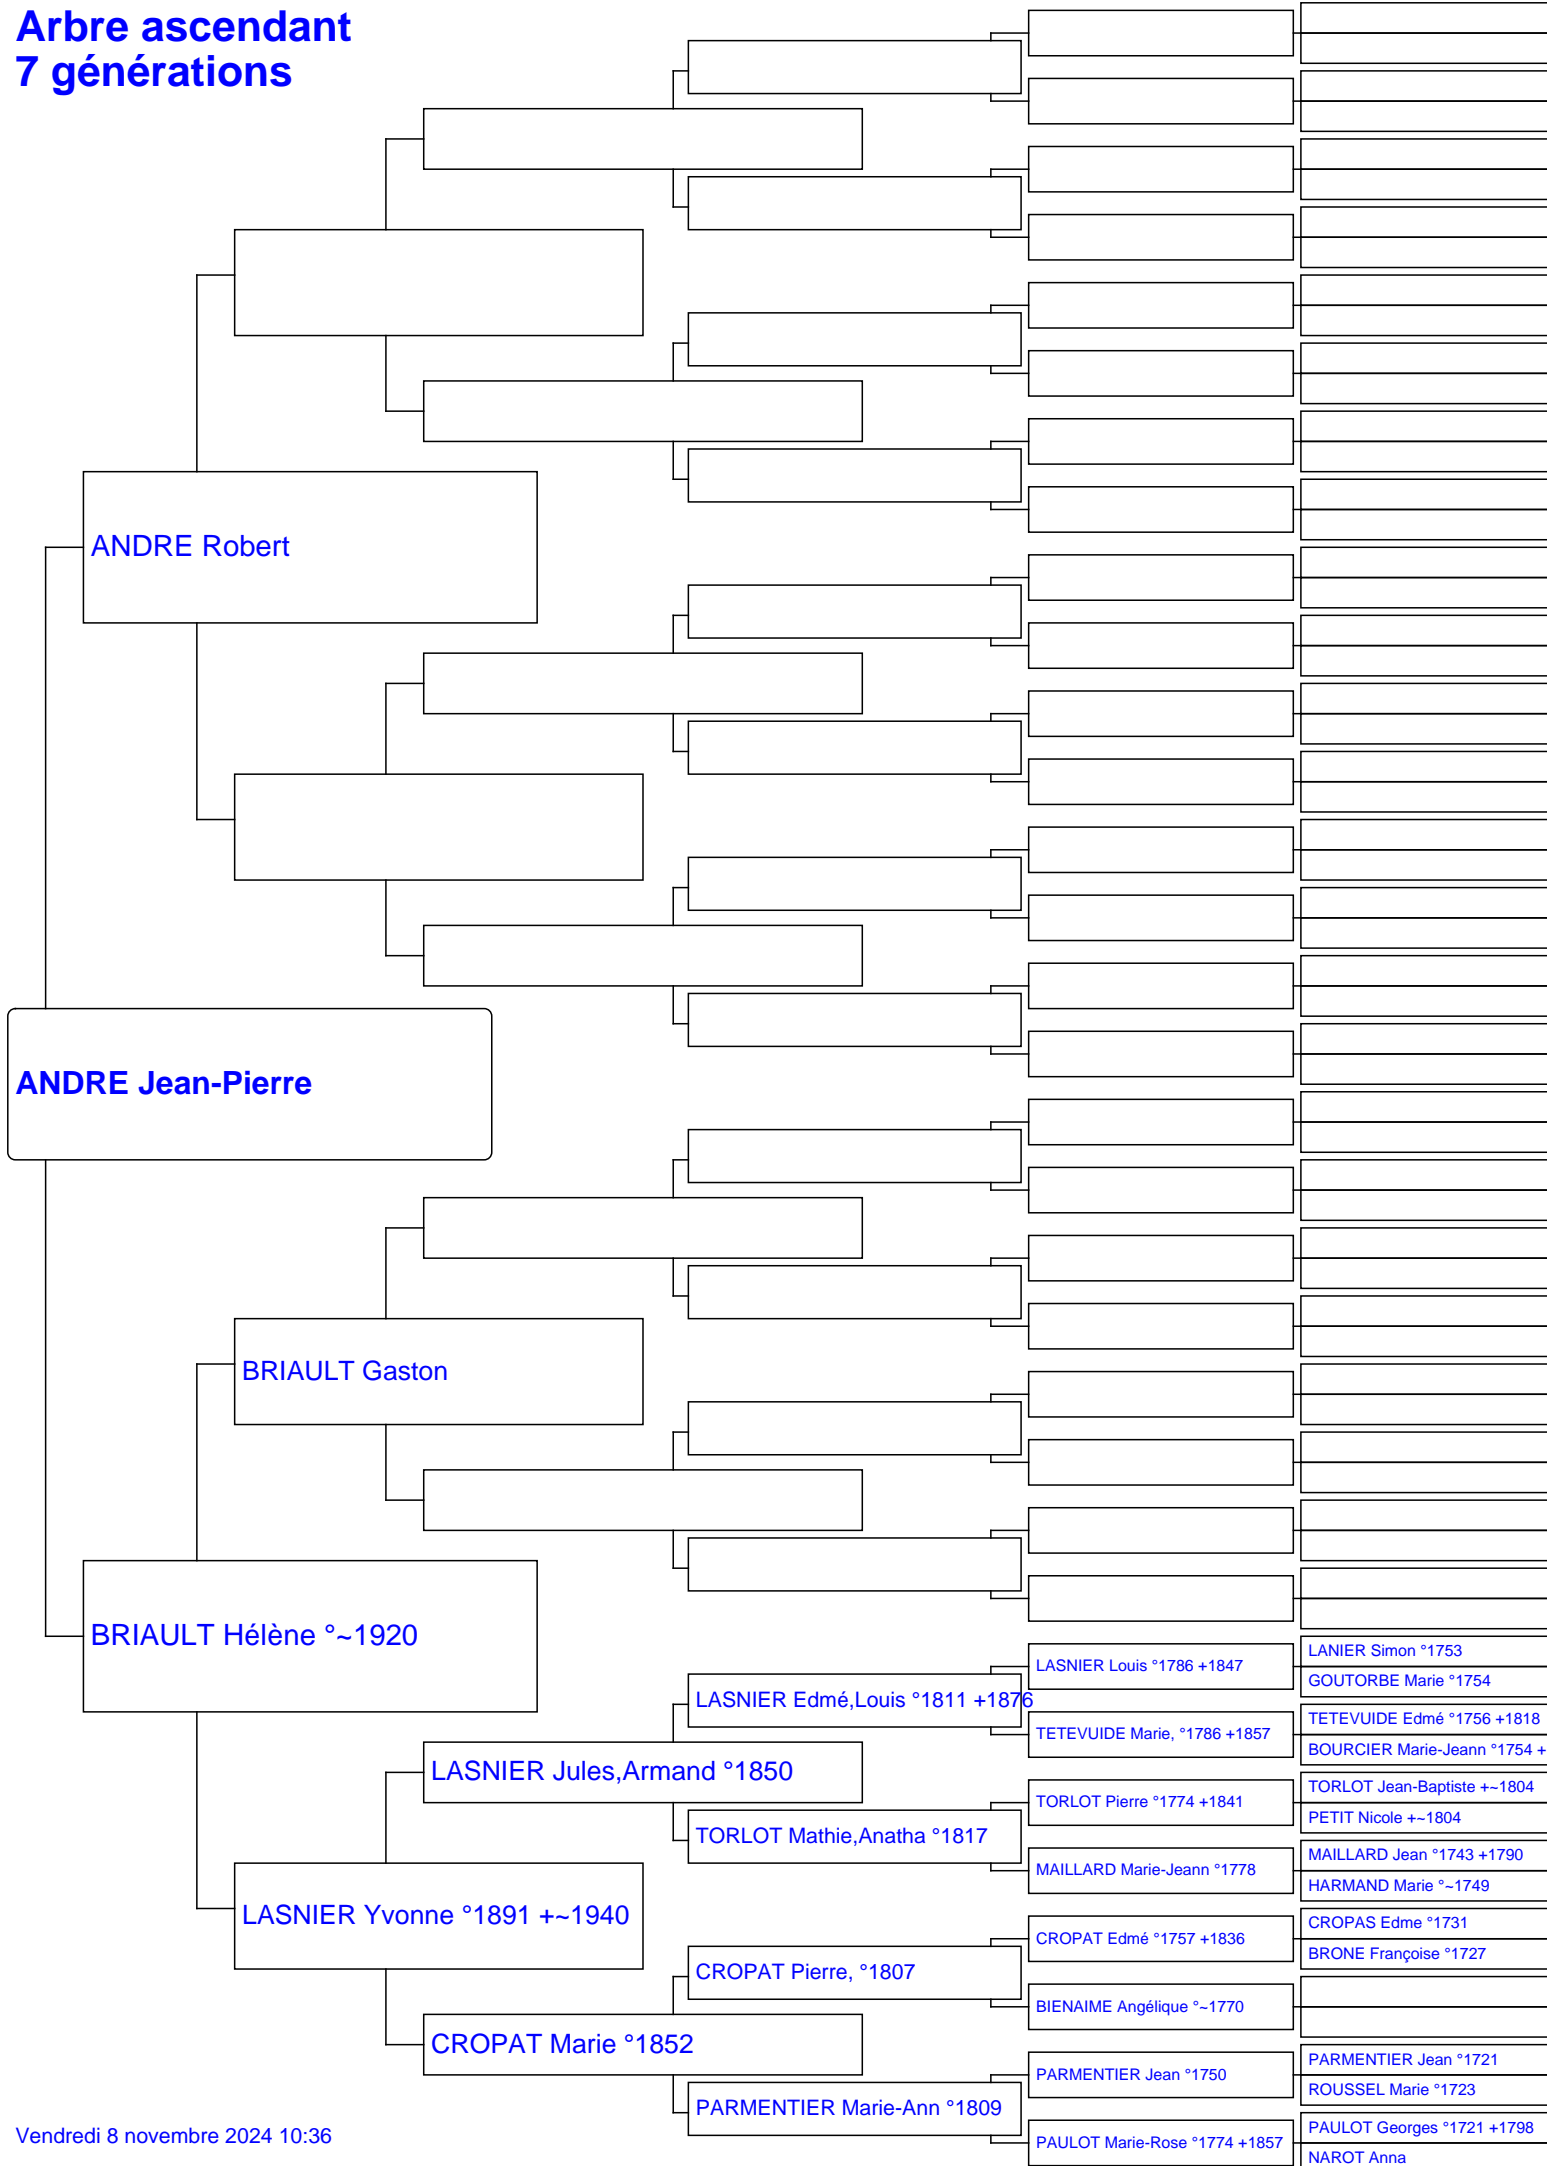 Arbre ascendant
7 générations
ANDRE Robert
ANDRE Jean-Pierre
BRIAULT Gaston
BRIAULT Hélène °~1920
LANIER Simon °1753
LASNIER Louis °1786 +1847
GOUTORBE Marie °1754
LASNIER Edmé,Louis °1811 +1876
TETEVUIDE Edmé °1756 +1818
TETEVUIDE Marie, °1786 +1857
BOURCIER Marie-Jeann °1754 +
LASNIER Jules,Armand °1850
TORLOT Jean-Baptiste +~1804
TORLOT Pierre °1774 +1841
PETIT Nicole +~1804
TORLOT Mathie,Anatha °1817
MAILLARD Jean °1743 +1790
MAILLARD Marie-Jeann °1778
HARMAND Marie °~1749
LASNIER Yvonne °1891 +~1940
CROPAS Edme °1731
CROPAT Edmé °1757 +1836
BRONE Françoise °1727
CROPAT Pierre, °1807
BIENAIME Angélique °~1770
CROPAT Marie °1852
PARMENTIER Jean °1721
PARMENTIER Jean °1750
ROUSSEL Marie °1723
PARMENTIER Marie-Ann °1809
PAULOT Georges °1721 +1798
PAULOT Marie-Rose °1774 +1857
NAROT Anna
Vendredi 8 novembre 2024 10:36